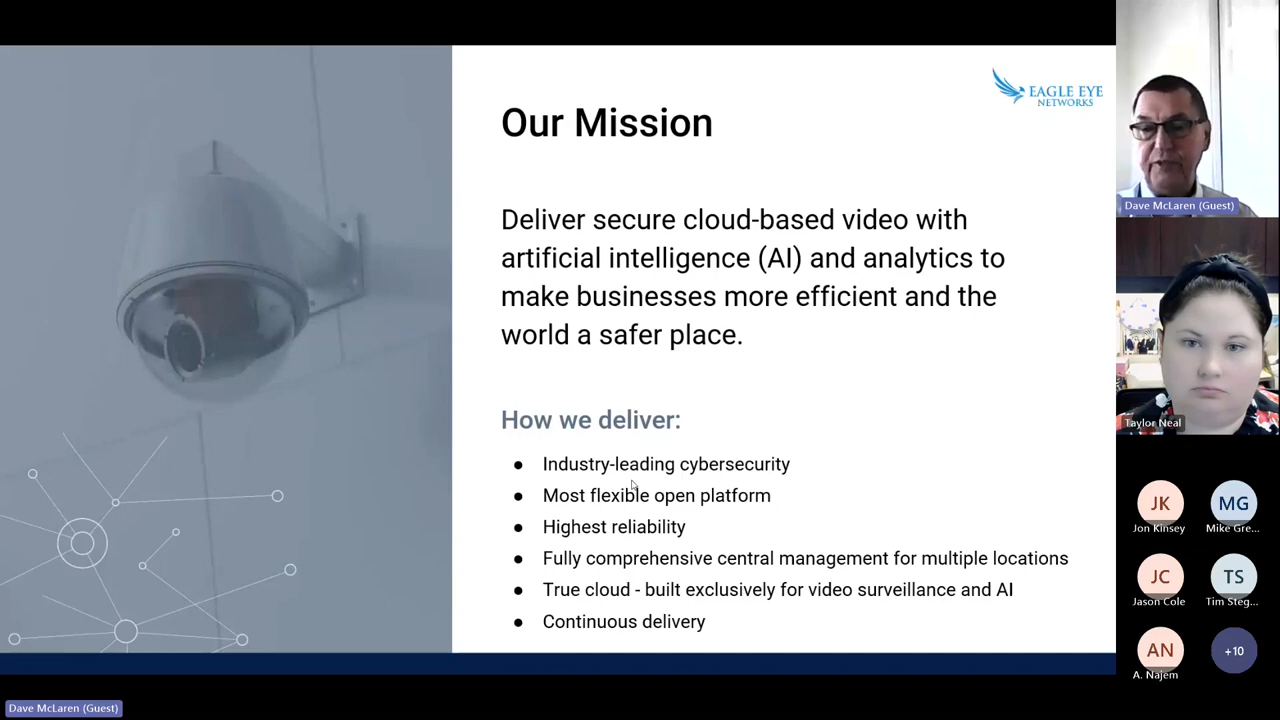 EAGLE EYE
NETWORKS
Our Mission
Deliver secure cloud-based video with
artificial intelligence (AI) and analytics to
make businesses more efficient and the
world a safer place.
How we deliver:
● Industry-leading cybersecurity
● Most flexible open platform
● Highest reliability
● Fully comprehensive central management for multiple locations
● True cloud - built exclusively for video surveillance and AI
● Continuous delivery
Dave McLaren (Guest)
Taylor Neal
JK
Jon Kinsey
MG
Mike Gre...
JC
Jason Cole
TS
Tim Steg...
AN
A. Najem
+10
Dave McLaren (Guest)